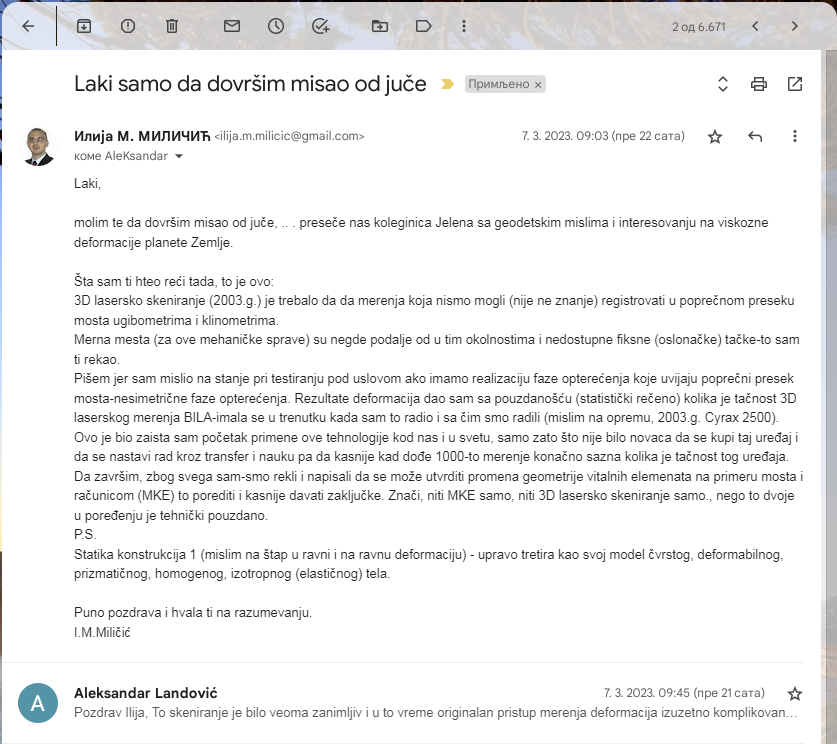 2 од 6.671
Laki samo da dovršim misao od juče
Примљено ×
Илија М. МИЛИЧИЋ <ilija.m.milicic@gmail.com>
7. 3. 2023. 09:03 (пре 22 сата)
коме AleKsandar
Laki,
molim te da dovršim misao od juče, .. . preseče nas koleginica Jelena sa geodetskim mislima i interesovanju na viskozne
deformacije planete Zemlje.
Šta sam ti hteo reći tada, to je ovo:
3D lasersko skeniranje (2003.g.) je trebalo da da merenja koja nismo mogli (nije ne znanje) registrovati u poprečnom preseku
mosta ugibometrima i klinometrima.
Merna mesta (za ove mehaničke sprave) su negde podalje od u tim okolnostima i nedostupne fiksne (oslonačke) tačke-to sam
ti rekao.
Pišem jer sam mislio na stanje pri testiranju pod uslovom ako imamo realizaciju faze opterećenja koje uvijaju poprečni presek
mosta-nesimetrične faze opterećenja. Rezultate deformacija dao sam sa pouzdanošću (statistički rečeno) kolika je tačnost 3D
laserskog merenja BILA-imala se u trenutku kada sam to radio i sa čim smo radili (mislim na opremu, 2003.g. Cyrax 2500).
Ovo je bio zaista sam početak primene ove tehnologije kod nas i u svetu, samo zato što nije bilo novaca da se kupi taj uređaj i
da se nastavi rad kroz transfer i nauku pa da kasnije kad dođe 1000-to merenje konačno sazna kolika je tačnost tog uređaja.
Da završim, zbog svega sam-smo rekli i napisali da se može utvrditi promena geometrije vitalnih elemenata na primeru mosta i
računicom (MKE) to porediti i kasnije davati zaključke. Znači, niti MKE samo, niti 3D lasersko skeniranje samo., nego to dvoje
u poređenju je tehnički pouzdano.
P.S.
Statika konstrukcija 1 (mislim na štap u ravni i na ravnu deformaciju) - upravo tretira kao svoj model čvrstog, deformabilnog,
prizmatičnog, homogenog, izotropnog (elastičnog) tela.
Puno pozdrava i hvala ti na razumevanju.
I.M.Miličić
A
Aleksandar Landović
7. 3. 2023. 09:45 (пре 21 сата)
Pozdrav Ilija, To skeniranje je bilo veoma zanimljiv i u to vreme originalan pristup merenja deformacija izuzetno komplikovan…